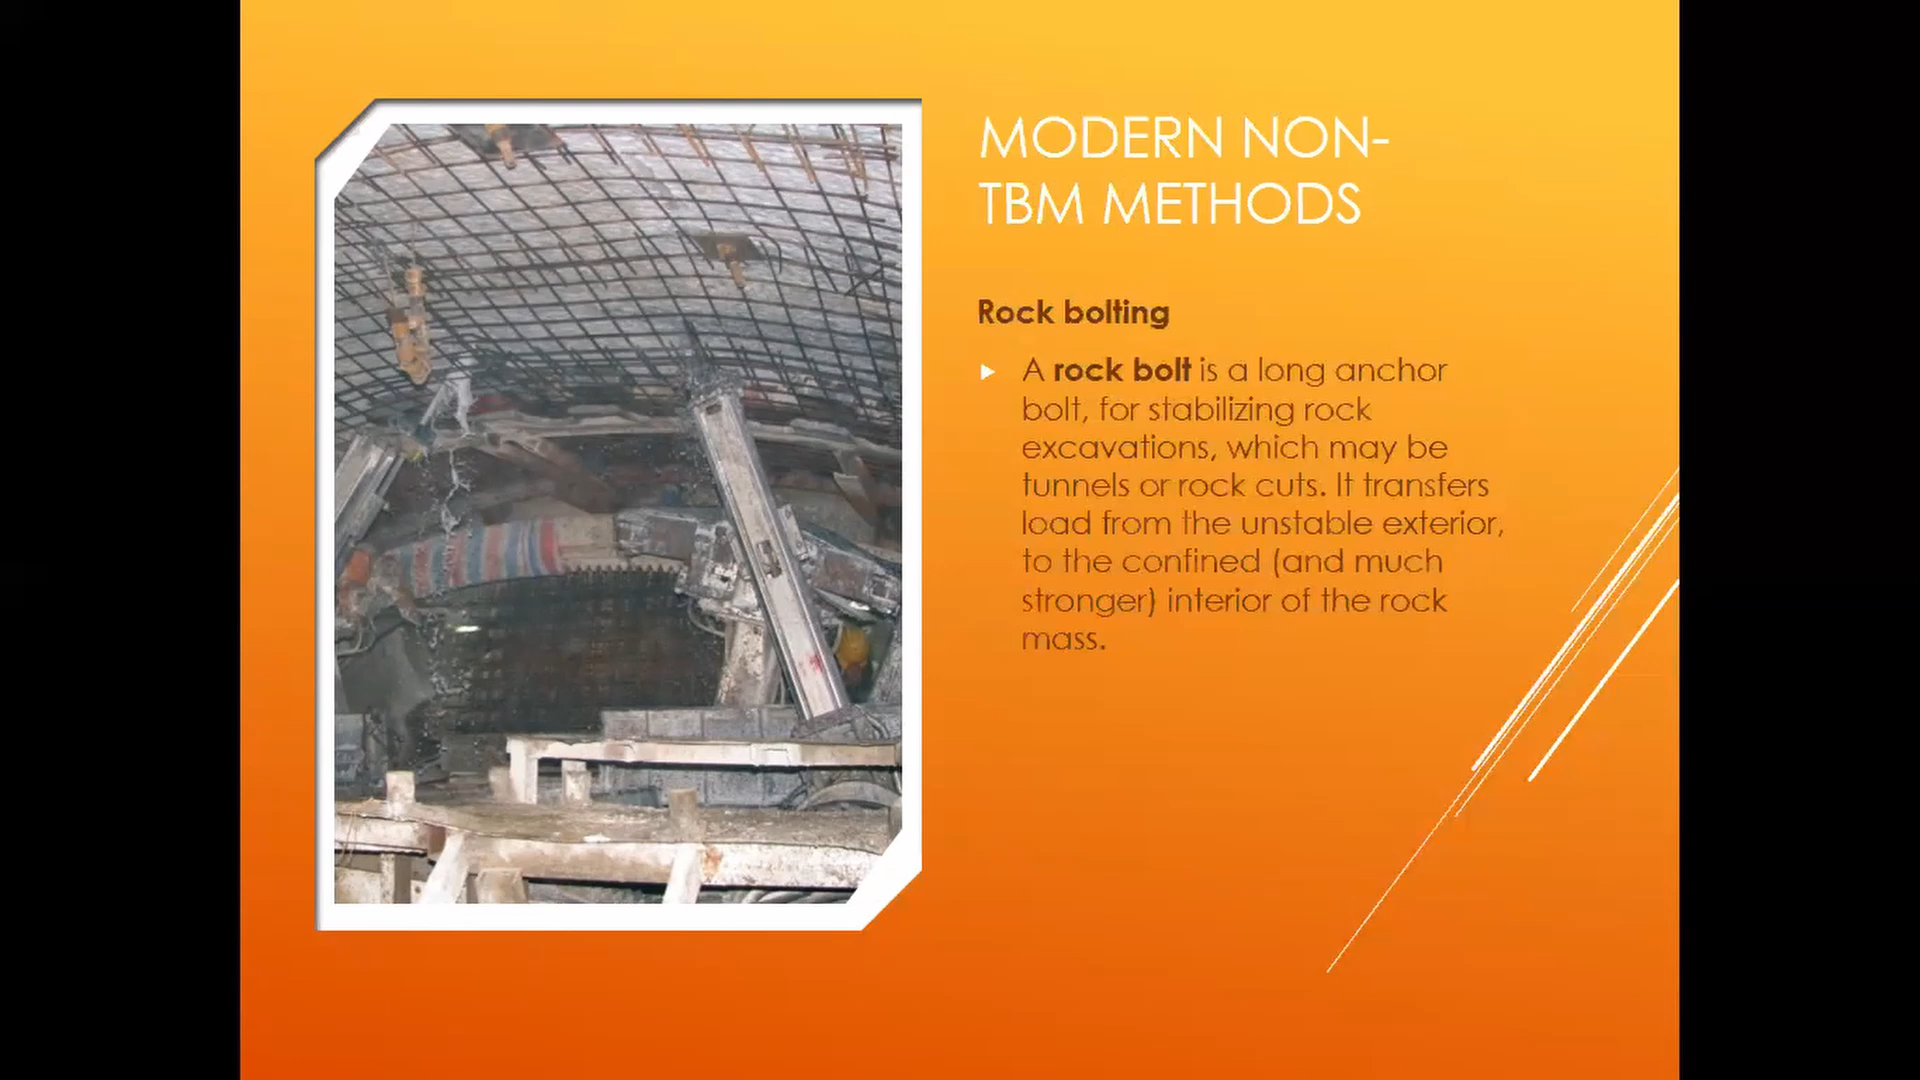 MODERN NON-
TBM METHODS
Rock bolting
A rock bolt is a long anchor
bolt, for stabilizing rock
excavations, which may be
tunnels or rock cuts. It transfers
load from the unstable exterior,
to the confined (and much
stronger) interior of the rock
mass.